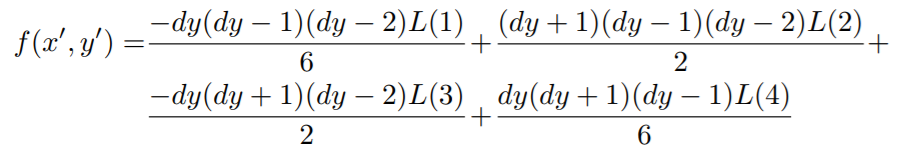 f(x′, y′) = −dy(dy − 1)(dy − 2)L(1)/6 + (dy + 1)(dy − 1)(dy − 2)L(2)/2 +
−dy(dy + 1)(dy − 2)L(3)/2 + dy(dy + 1)(dy − 1)L(4)/6